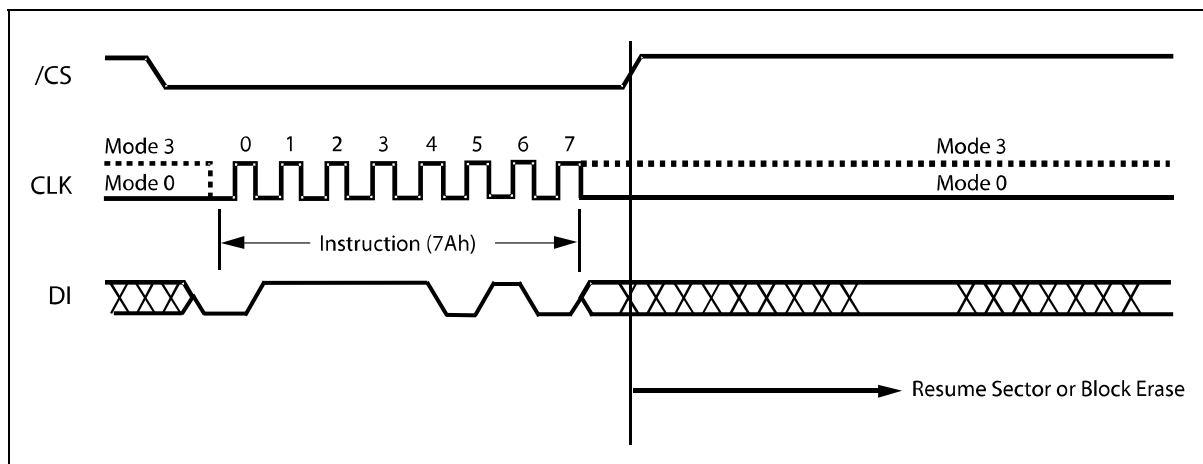 /CS
Mode 3
0 1 2 3 4 5 6 7
Mode 3
CLK
Mode 0
Mode 0
Instruction (7Ah)
DI
Resume Sector or Block Erase